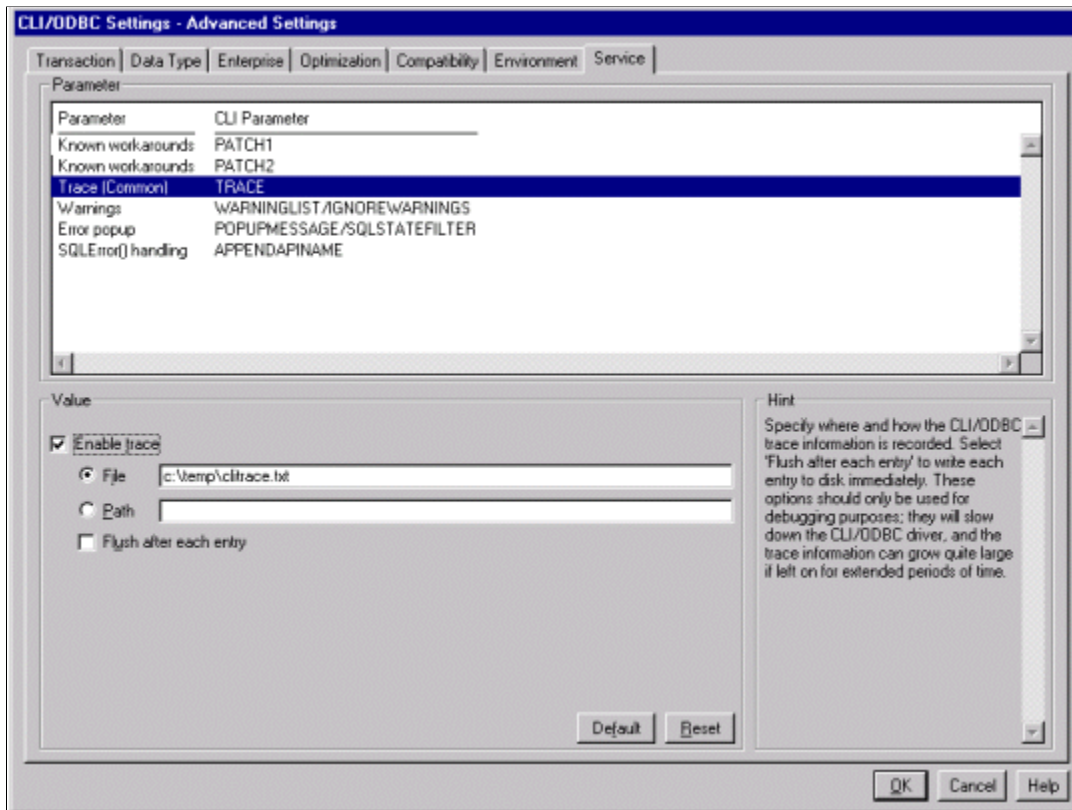 CLI/ODBC Settings - Advanced Settings
Transaction Data Type Enterprise Optimization Compatibility Environment Service
Parameter
Parameter CLI Parameter
Known workarounds PATCH1
Known workarounds PATCH2
Trace (Common) TRACE
Warnings WARNINGLIST/IGNOREWARNINGS
Error popup POPUPMESSAGE/SQLSTATEFILTER
SQLError() handling APPENDAPINAME
Value
Enable trace
File c:\temp\clitrace.txt
Path
Flush after each entry
Default Reset
Hint
Specify where and how the CLI/ODBC
trace information is recorded. Select
'Flush after each entry' to write each
entry to disk immediately. These
options should only be used for
debugging purposes; they will slow
down the CLI/ODBC driver, and the
trace information can grow quite large
if left on for extended periods of time.
OK Cancel Help